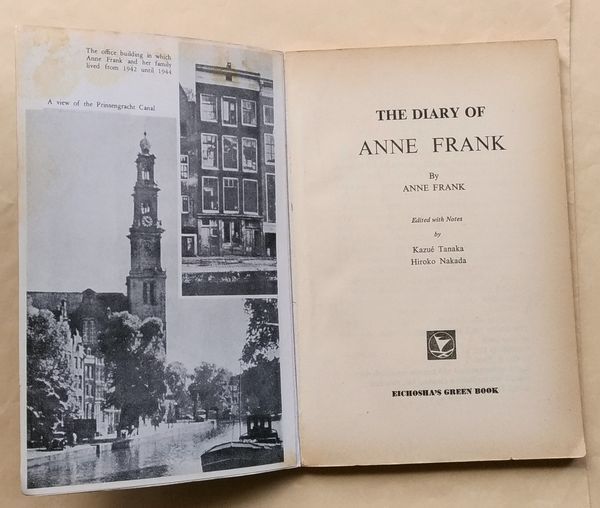 The office building in which
Anne Frank and her family
lived from 1942 until 1944
A view of the Prinsengracht Canal
THE DIARY OF
ANNE FRANK
By
ANNE FRANK
Edited with Notes
by
Kazué Tanaka
Hiroko Nakada
EICHOSHA'S GREEN BOOK